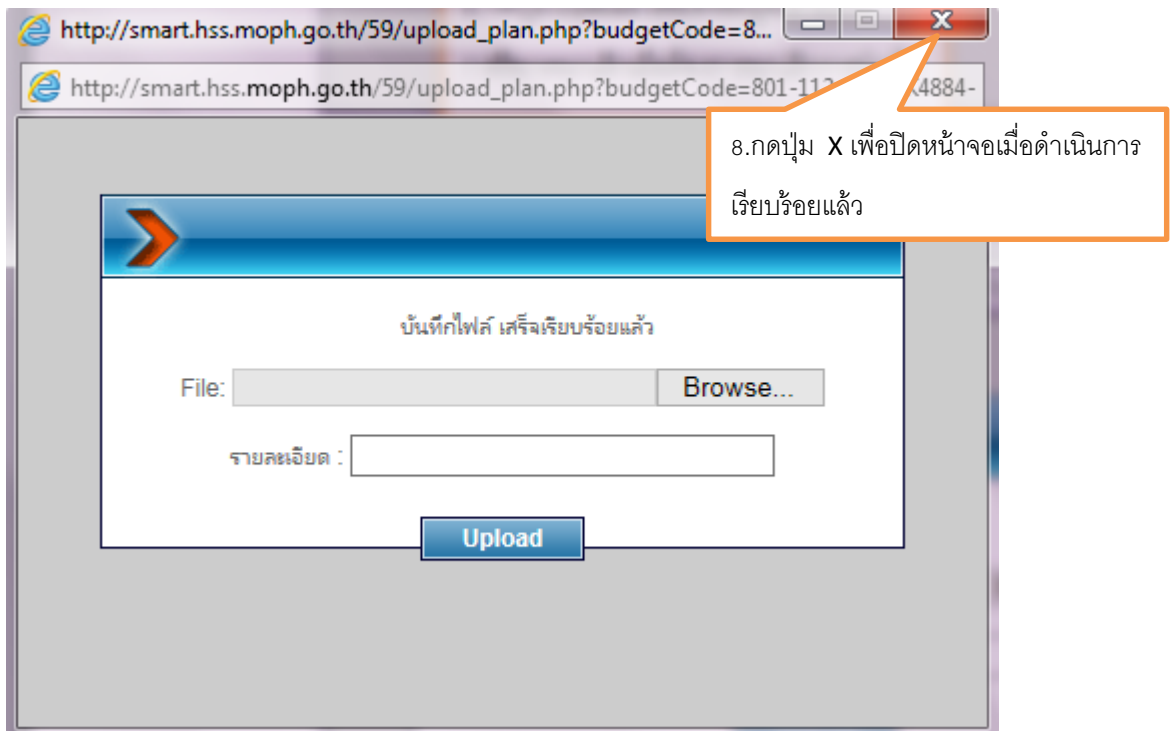 http://smart.hss.moph.go.th/59/upload_plan.php?budgetCode=8...
http://smart.hss.moph.go.th/59/upload_plan.php?budgetCode=801-11 4884-
8.กดปุ่ม X เพื่อปิดหน้าจอเมื่อดำเนินการ
เรียบร้อยแล้ว
บันทึกไฟล์ เสร็จเรียบร้อยแล้ว
File: Browse...
รายละเอียด :
Upload